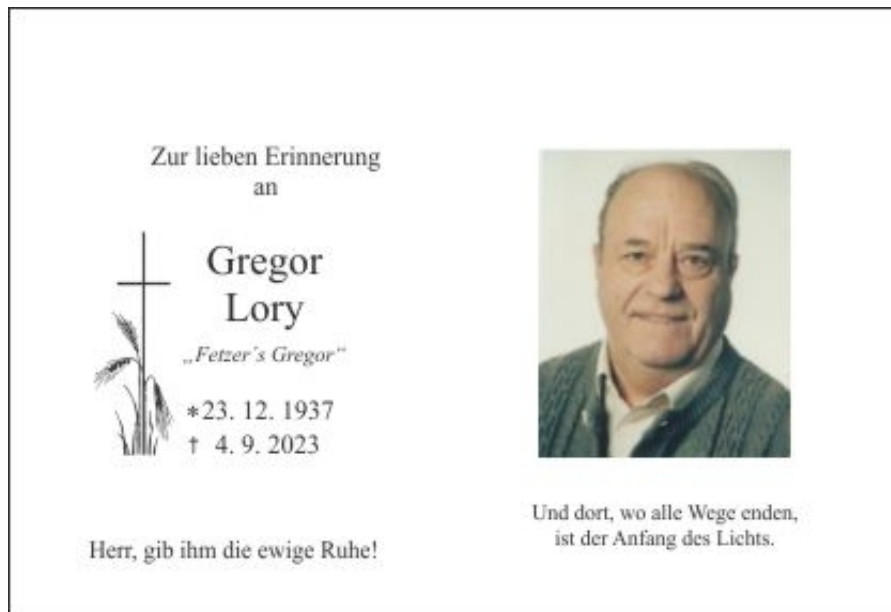 Zur lieben Erinnerung
an
Gregor
Lory
„Fetzer´s Gregor“
*23. 12. 1937
† 4. 9. 2023
Herr, gib ihm die ewige Ruhe!
Und dort, wo alle Wege enden,
ist der Anfang des Lichts.